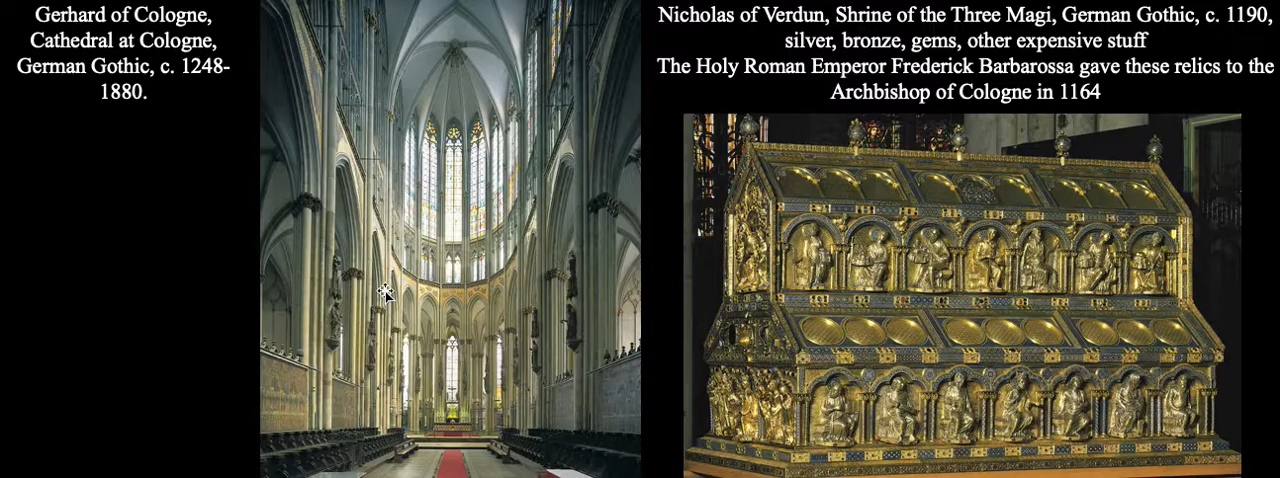 Gerhard of Cologne,
Cathedral at Cologne,
German Gothic, c. 1248-
1880.
Nicholas of Verdun, Shrine of the Three Magi, German Gothic, c. 1190,
silver, bronze, gems, other expensive stuff
The Holy Roman Emperor Frederick Barbarossa gave these relics to the
Archbishop of Cologne in 1164